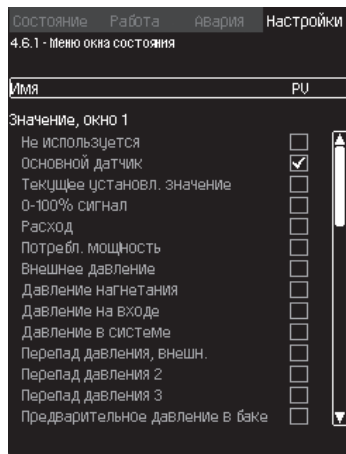 Состояние Работа Авария Настройки
4.6.1 - Меню окна состояния
Имя PV
Значение, окно 1
Не используется
Основной датчик
Текущее установл. значение
0-100% сигнал
Расход
Потребл. мощность
Внешнее давление
Давление нагнетания
Давление на входе
Давление в системе
Перепад давления, внешн.
Перепад давления 2
Перепад давления 3
Предварительное давление в баке